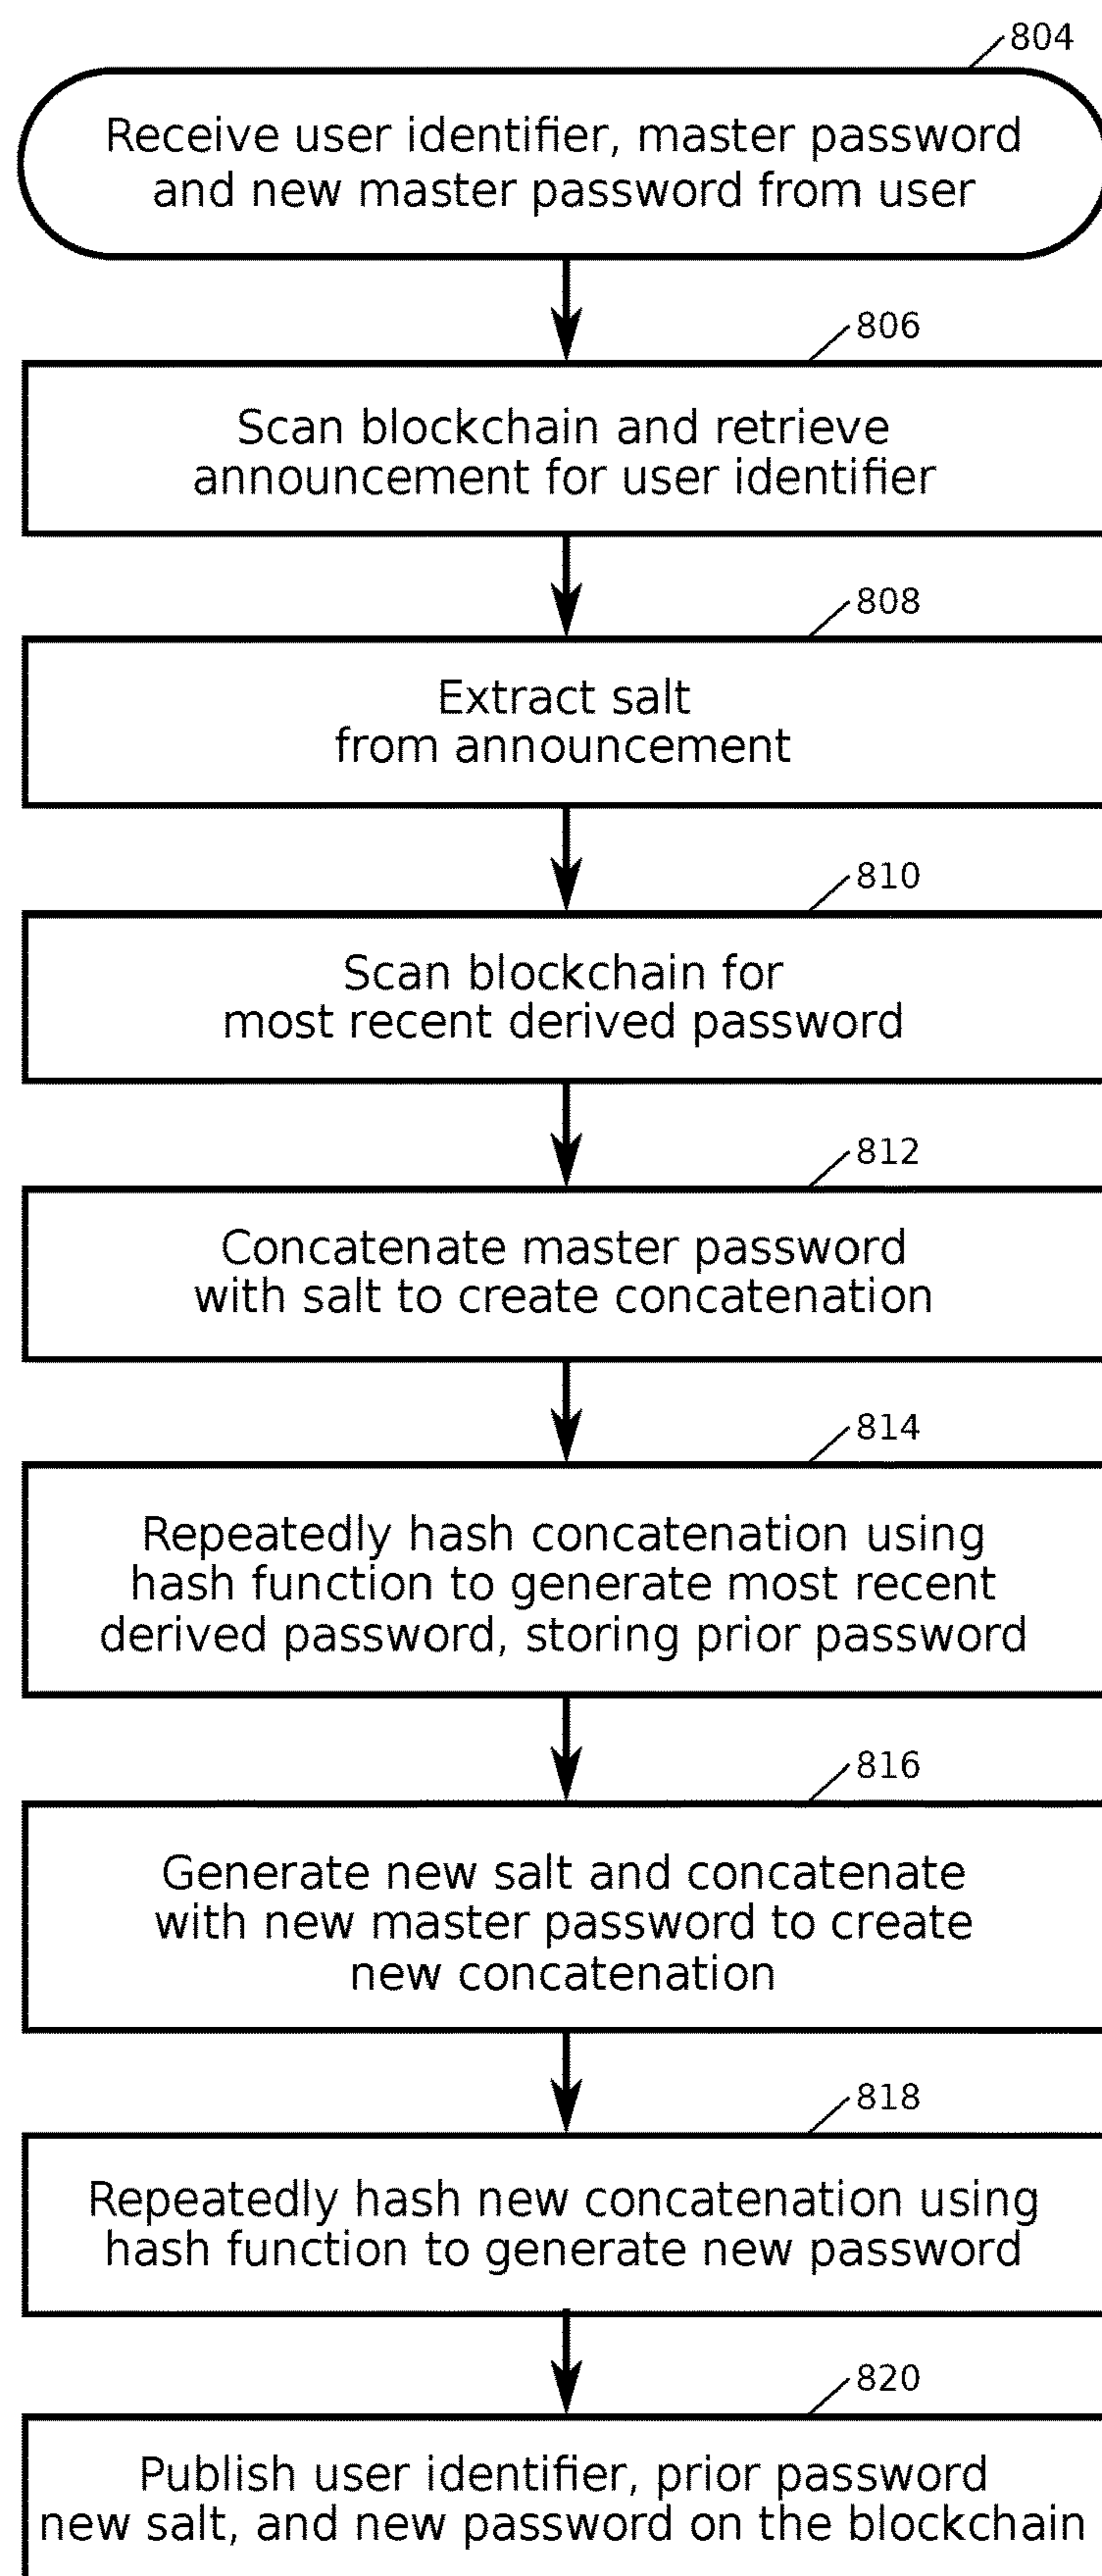 804
Receive user identifier, master password
and new master password from user
806
Scan blockchain and retrieve
announcement for user identifier
808
Extract salt
from announcement
810
Scan blockchain for
most recent derived password
812
Concatenate master password
with salt to create concatenation
814
Repeatedly hash concatenation using
hash function to generate most recent
derived password, storing prior password
816
Generate new salt and concatenate
with new master password to create
new concatenation
818
Repeatedly hash new concatenation using
hash function to generate new password
820
Publish user identifier, prior password
new salt, and new password on the blockchain